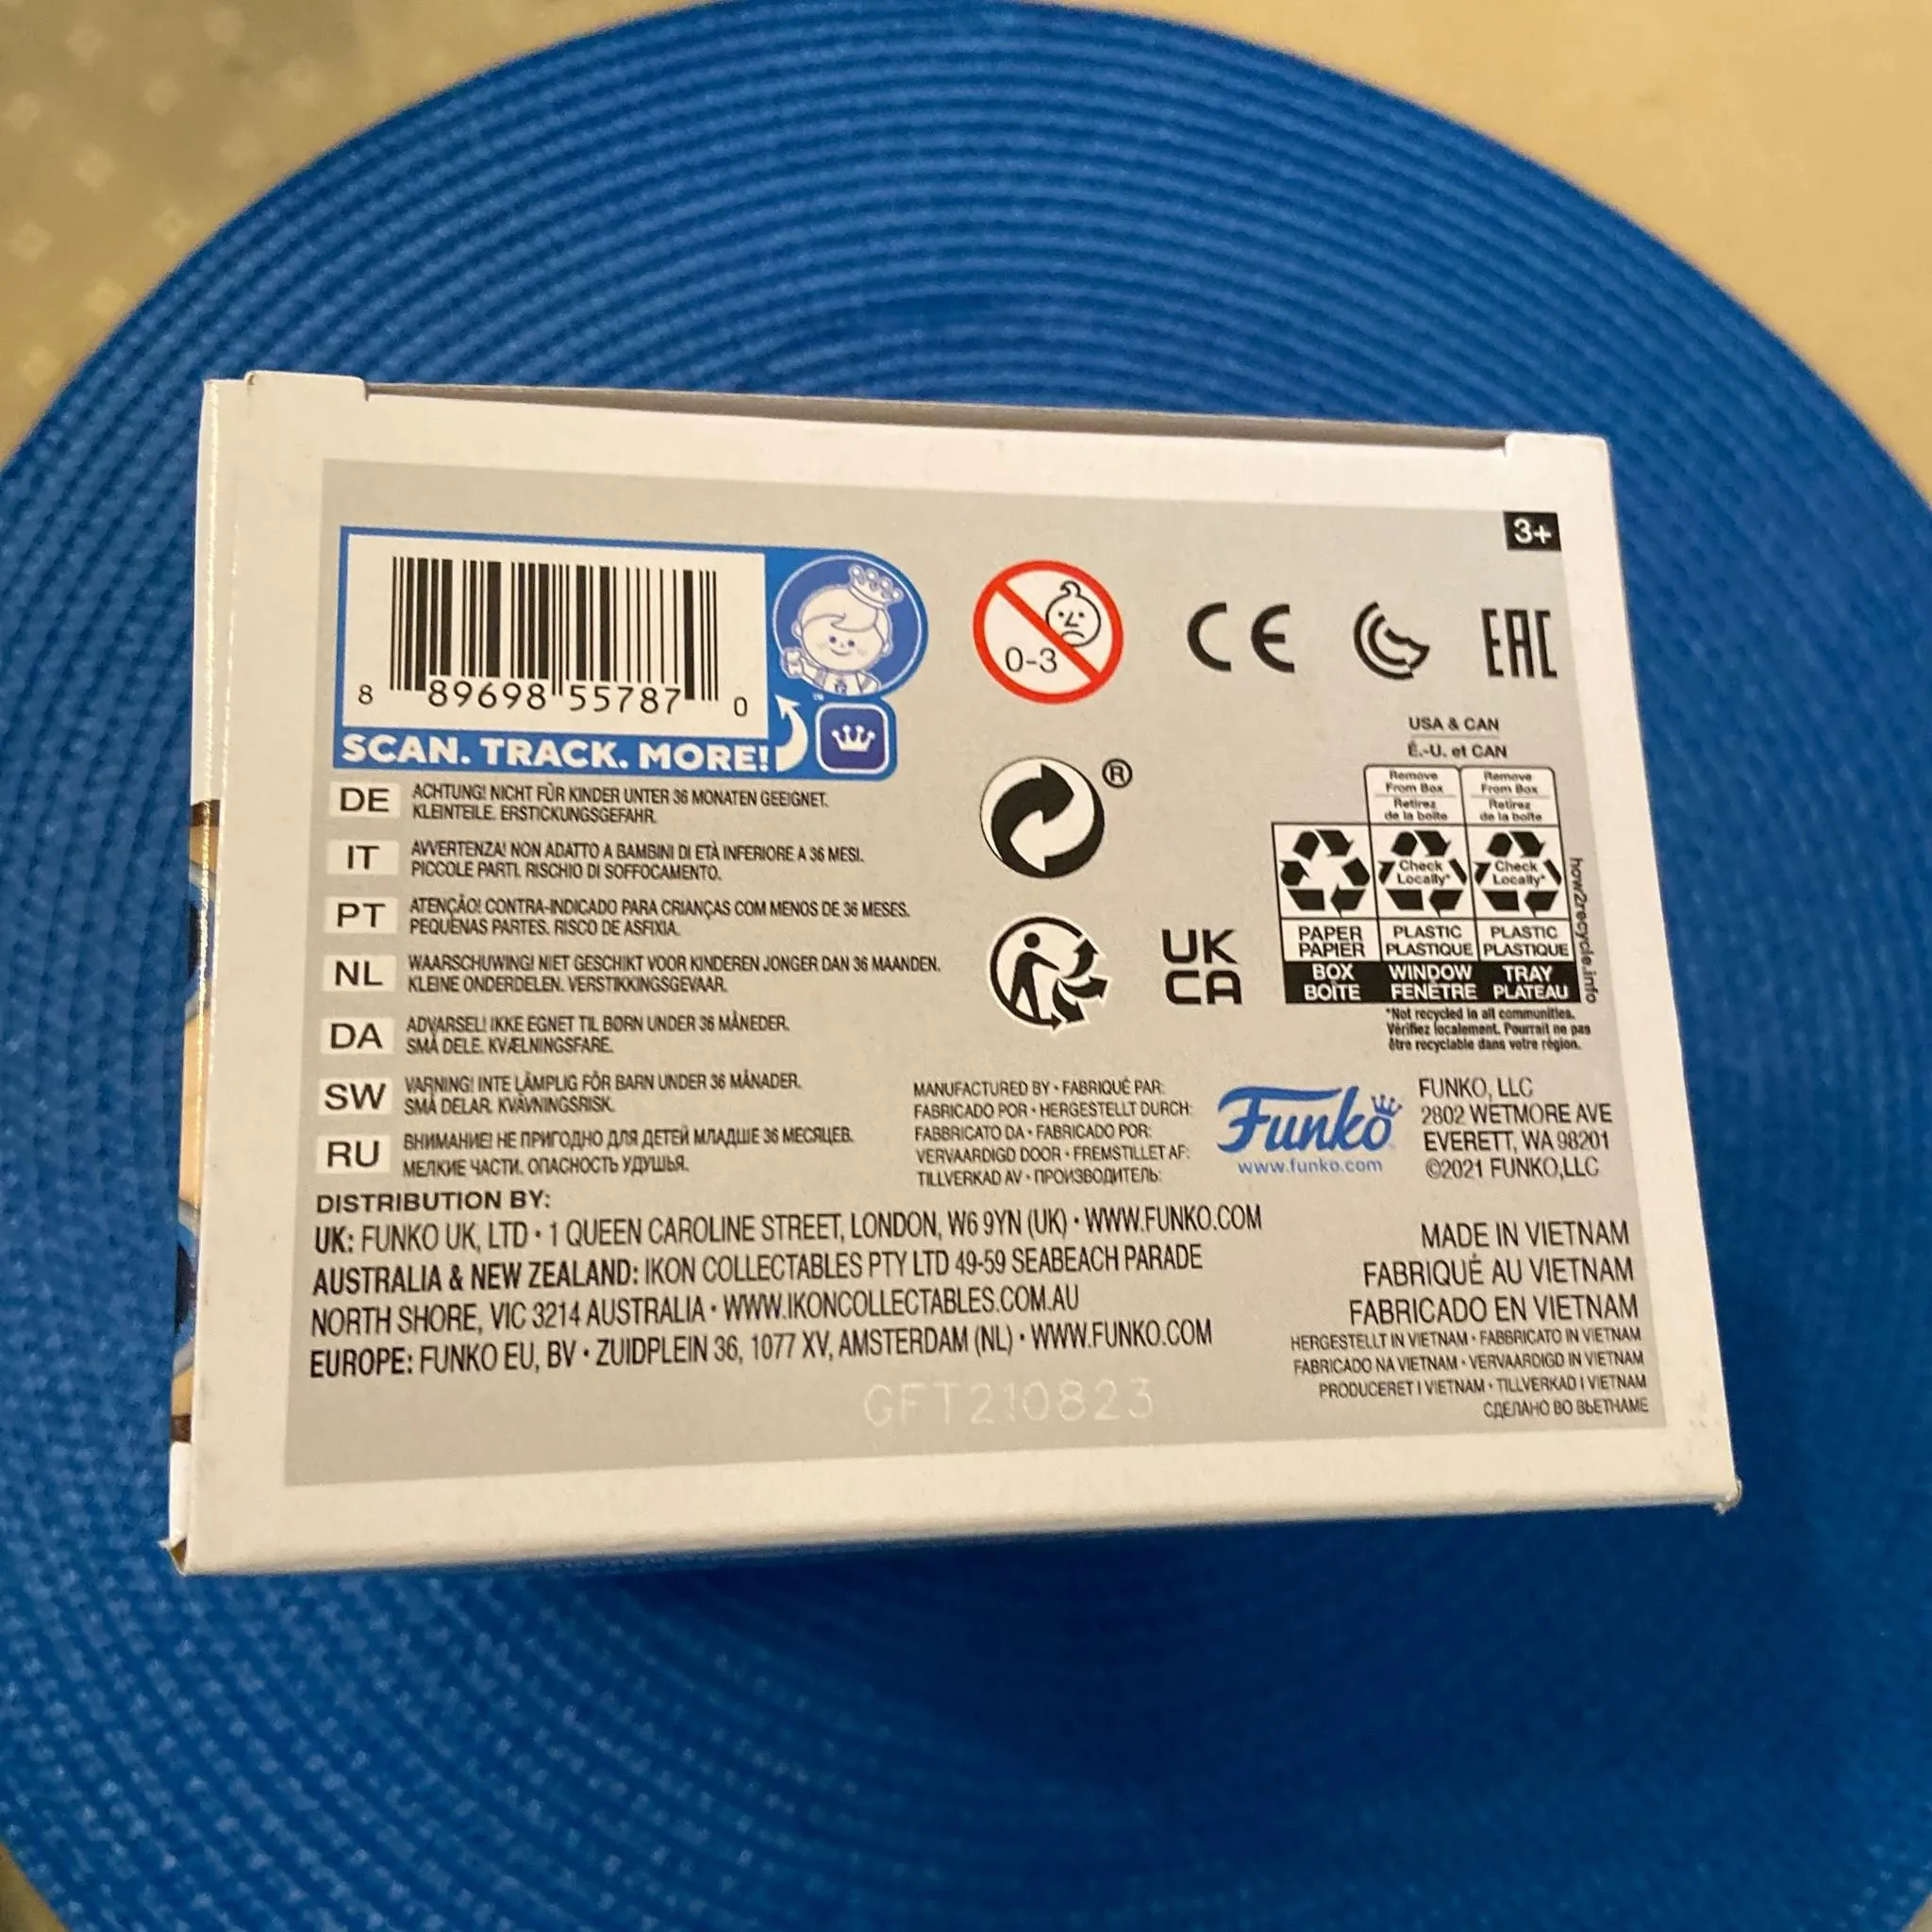 3+
8 89698 55787 0
SCAN. TRACK. MORE!
™
0-3
CE
EAC
DE ACHTUNG! NICHT FÜR KINDER UNTER 36 MONATEN GEEIGNET.
KLEINTEILE. ERSTICKUNGSGEFAHR.
IT AVVERTENZA! NON ADATTO A BAMBINI DI ETÀ INFERIORE A 36 MESI.
PICCOLE PARTI. RISCHIO DI SOFFOCAMENTO.
PT ATENÇÃO! CONTRA-INDICADO PARA CRIANÇAS COM MENOS DE 36 MESES.
PEQUENAS PARTES. RISCO DE ASFIXIA.
NL WAARSCHUWING! NIET GESCHIKT VOOR KINDEREN JONGER DAN 36 MAANDEN.
KLEINE ONDERDELEN. VERSTIKKINGSGEVAAR.
DA ADVARSEL! IKKE EGNET TIL BØRN UNDER 36 MÅNEDER.
SMÅ DELE. KVÆLNINGSFARE.
SW VARNING! INTE LÄMPLIG FÖR BARN UNDER 36 MÅNADER.
SMÅ DELAR. KVÄVNINGSRISK.
RU ВНИМАНИЕ! НЕ ПРИГОДНО ДЛЯ ДЕТЕЙ МЛАДШЕ 36 МЕСЯЦЕВ.
МЕЛКИЕ ЧАСТИ. ОПАСНОСТЬ УДУШЬЯ.
®
UK
CA
USA & CAN
É.-U. et CAN
Remove From Box
Retirez de la boîte
Remove From Box
Retirez de la boîte
Check Locally*
Check Locally*
PAPER PLASTIC PLASTIC
PAPIER PLASTIQUE PLASTIQUE
BOX WINDOW TRAY
BOÎTE FENÊTRE PLATEAU
how2recycle.info
*Not recycled in all communities.
Vérifiez localement. Pourrait ne pas
être recyclable dans votre région.
MANUFACTURED BY • FABRIQUÉ PAR:
FABRICADO POR • HERGESTELLT DURCH:
FABBRICATO DA • FABRICADO POR:
VERVAARDIGD DOOR • FREMSTILLET AF:
TILLVERKAD AV • ПРОИЗВОДИТЕЛЬ:
Funko
www.funko.com
FUNKO, LLC
2802 WETMORE AVE
EVERETT, WA 98201
©2021 FUNKO,LLC
DISTRIBUTION BY:
UK: FUNKO UK, LTD • 1 QUEEN CAROLINE STREET, LONDON, W6 9YN (UK) • WWW.FUNKO.COM
AUSTRALIA & NEW ZEALAND: IKON COLLECTABLES PTY LTD 49-59 SEABEACH PARADE
NORTH SHORE, VIC 3214 AUSTRALIA • WWW.IKONCOLLECTABLES.COM.AU
EUROPE: FUNKO EU, BV • ZUIDPLEIN 36, 1077 XV, AMSTERDAM (NL) • WWW.FUNKO.COM
MADE IN VIETNAM
FABRIQUÉ AU VIETNAM
FABRICADO EN VIETNAM
HERGESTELLT IN VIETNAM • FABBRICATO IN VIETNAM
FABRICADO NA VIETNAM • VERVAARDIGD IN VIETNAM
PRODUCERET I VIETNAM • TILLVERKAD I VIETNAM
СДЕЛАНО ВО ВЬЕТНАМЕ
GFT210823